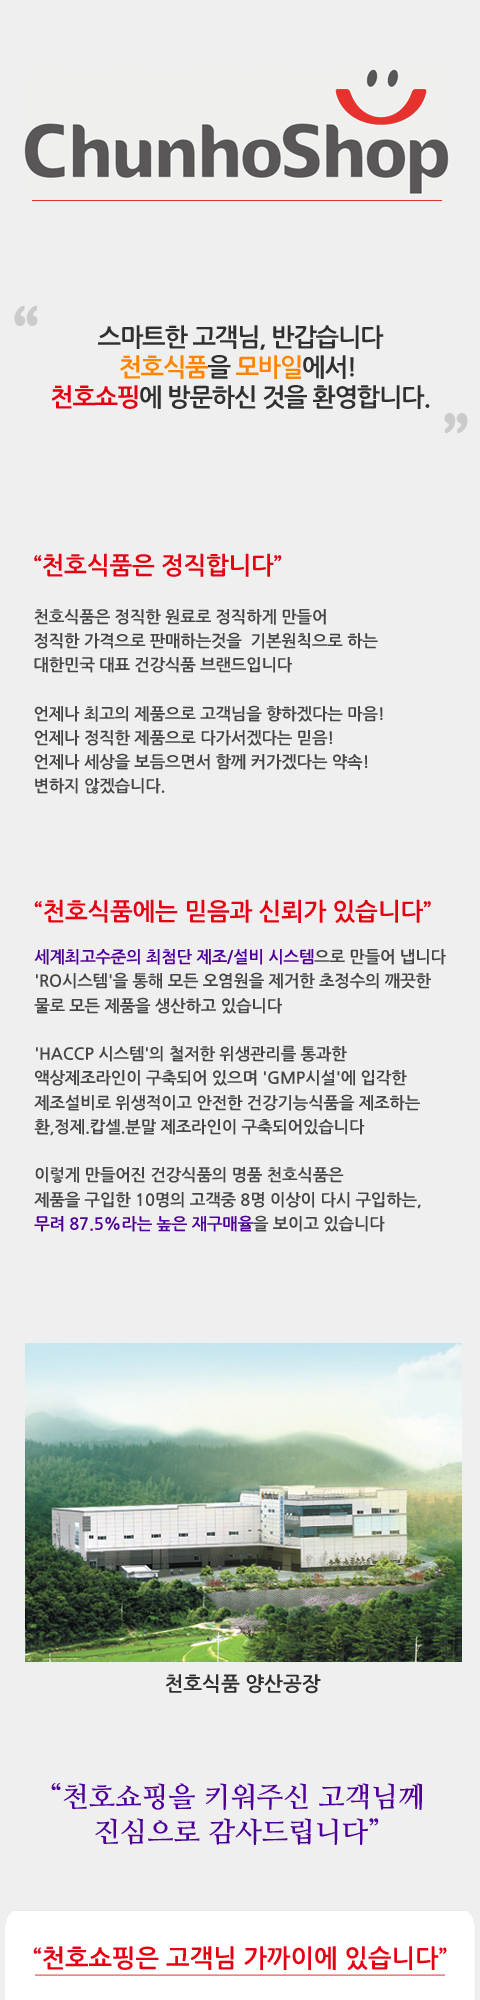 ChunhoShop
“
스마트한 고객님, 반갑습니다
천호식품을 모바일에서!
천호쇼핑에 방문하신 것을 환영합니다.
”
“천호식품은 정직합니다”
천호식품은 정직한 원료로 정직하게 만들어
정직한 가격으로 판매하는것을 기본원칙으로 하는
대한민국 대표 건강식품 브랜드입니다
언제나 최고의 제품으로 고객님을 향하겠다는 마음!
언제나 정직한 제품으로 다가서겠다는 믿음!
언제나 세상을 보듬으면서 함께 커가겠다는 약속!
변하지 않겠습니다.
“천호식품에는 믿음과 신뢰가 있습니다”
세계최고수준의 최첨단 제조/설비 시스템으로 만들어 냅니다
'RO시스템'을 통해 모든 오염원을 제거한 초정수의 깨끗한
물로 모든 제품을 생산하고 있습니다
'HACCP 시스템'의 철저한 위생관리를 통과한
액상제조라인이 구축되어 있으며 'GMP시설'에 입각한
제조설비로 위생적이고 안전한 건강기능식품을 제조하는
환,정제.캅셀.분말 제조라인이 구축되어있습니다
이렇게 만들어진 건강식품의 명품 천호식품은
제품을 구입한 10명의 고객중 8명 이상이 다시 구입하는,
무려 87.5%라는 높은 재구매율을 보이고 있습니다
천호식품 양산공장
“천호쇼핑을 키워주신 고객님께
진심으로 감사드립니다”
“천호쇼핑은 고객님 가까이에 있습니다”